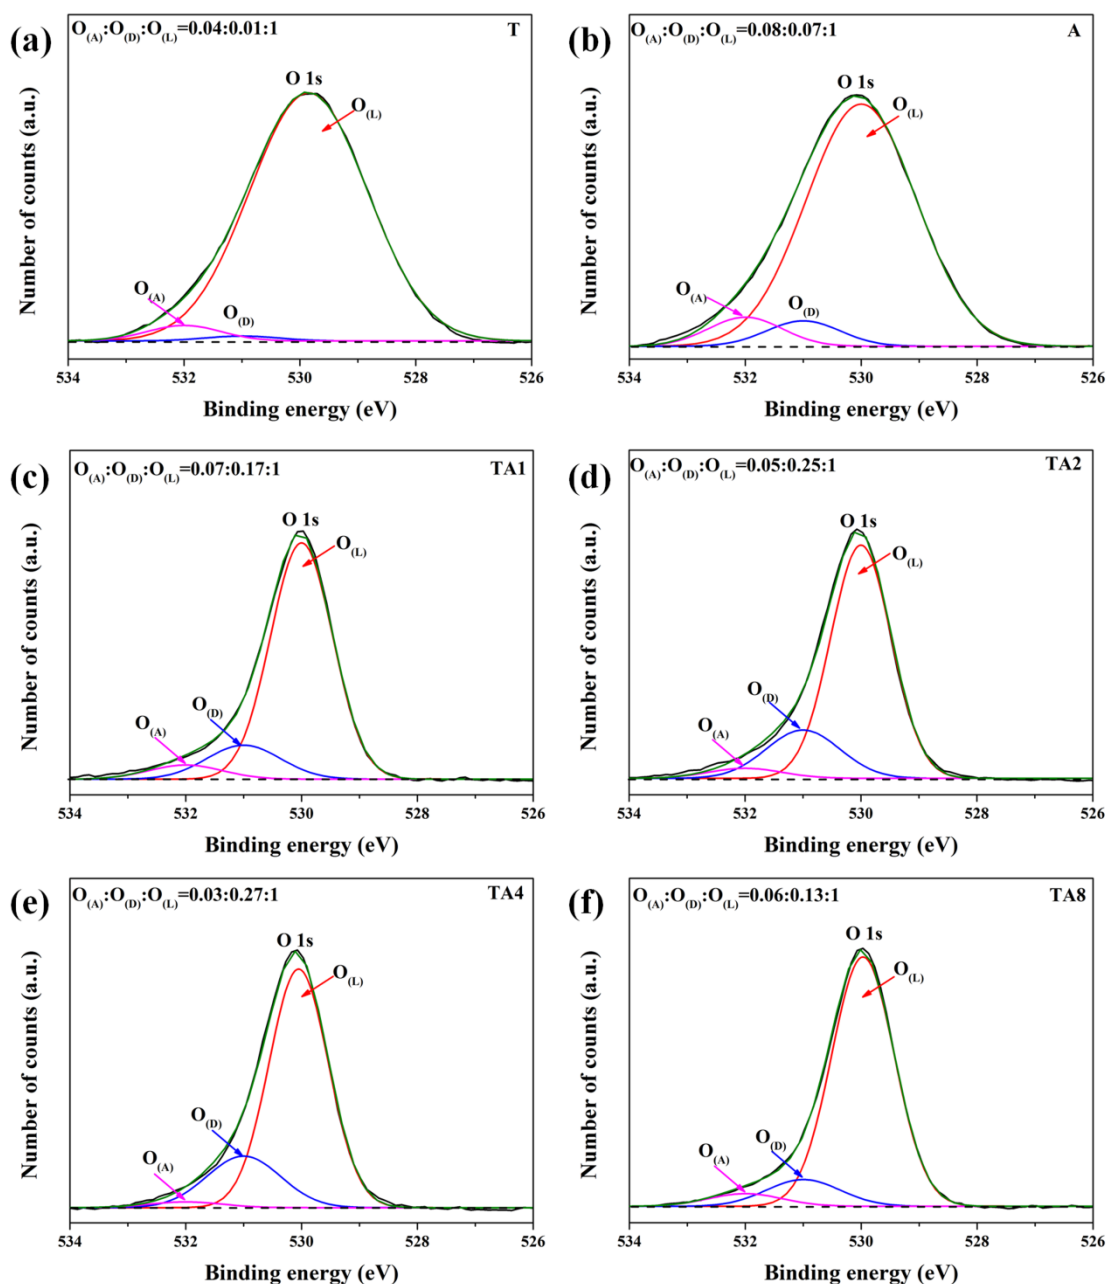 (a)
O(A):O(D):O(L)=0.04:0.01:1
T
O 1s
O(L)
O(A)
O(D)
Number of counts (a.u.)
534 532 530 528 526
Binding energy (eV)
(b)
O(A):O(D):O(L)=0.08:0.07:1
A
O 1s
O(L)
O(A)
O(D)
Number of counts (a.u.)
534 532 530 528 526
Binding energy (eV)
(c)
O(A):O(D):O(L)=0.07:0.17:1
TA1
O 1s
O(L)
O(D)
O(A)
Number of counts (a.u.)
534 532 530 528 526
Binding energy (eV)
(d)
O(A):O(D):O(L)=0.05:0.25:1
TA2
O 1s
O(L)
O(D)
O(A)
Number of counts (a.u.)
534 532 530 528 526
Binding energy (eV)
(e)
O(A):O(D):O(L)=0.03:0.27:1
TA4
O 1s
O(L)
O(D)
O(A)
Number of counts (a.u.)
534 532 530 528 526
Binding energy (eV)
(f)
O(A):O(D):O(L)=0.06:0.13:1
TA8
O 1s
O(L)
O(D)
O(A)
Number of counts (a.u.)
534 532 530 528 526
Binding energy (eV)